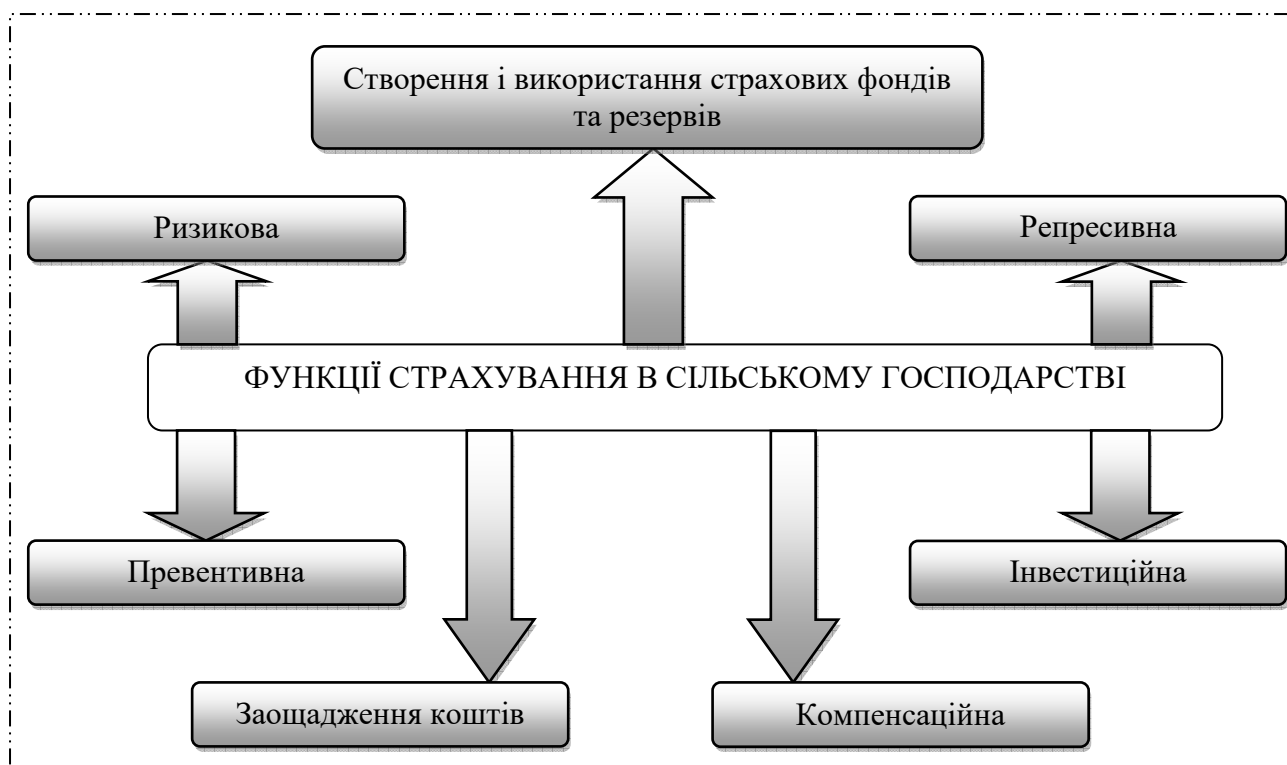 Створення і використання страхових фондів
та резервів
Ризикова
Репресивна
ФУНКЦІЇ СТРАХУВАННЯ В СІЛЬСЬКОМУ ГОСПОДАРСТВІ
Превентивна
Інвестиційна
Заощадження коштів
Компенсаційна